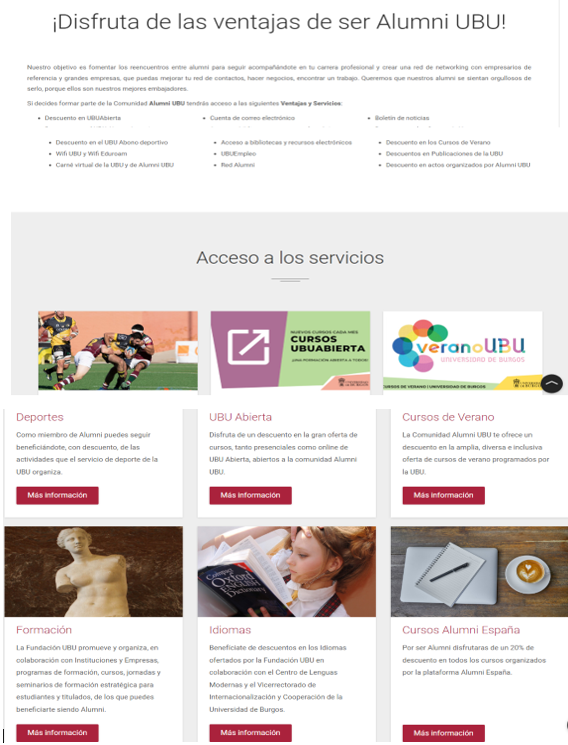 ¡Disfruta de las ventajas de ser Alumni UBU!
Nuestro objetivo es fomentar los reencuentros entre alumni para seguir acompañándote en tu carrera profesional y crear una red de networking con empresarios de
referencia y grandes empresas, que puedas mejorar tu red de contactos, hacer negocios, encontrar un trabajo. Queremos que nuestros alumni se sientan orgullosos de
serlo, porque ellos son nuestros mejores embajadores.
Si decides formar parte de la Comunidad Alumni UBU tendrás acceso a las siguientes Ventajas y Servicios:
• Descuento en UBUAbierta
• Cuenta de correo electrónico
• Boletín de noticias
• Descuento en el UBU Abono deportivo
• Acceso a bibliotecas y recursos electrónicos
• Descuento en los Cursos de Verano
• Wifi UBU y Wifi Eduroam
• UBUEmpleo
• Descuentos en Publicaciones de la UBU
• Carné virtual de la UBU y de Alumni UBU
• Red Alumni
• Descuento en actos organizados por Alumni UBU
Acceso a los servicios
NUEVOS CURSOS CADA MES
CURSOS
UBUABIERTA
¡UNA FORMACIÓN ABIERTA A TODOS!
veranoUBU
UNIVERSIDAD DE BURGOS
CURSOS DE VERANO | UNIVERSIDAD DE BURGOS
Deportes
Como miembro de Alumni puedes seguir
beneficiándote, con descuento, de las
actividades que el servicio de deporte de la
UBU organiza.
Más información
UBU Abierta
Disfruta de un descuento en la gran oferta de
cursos, tanto presenciales como online de
UBU Abierta, abiertos a la comunidad Alumni
UBU.
Más información
Cursos de Verano
La Comunidad Alumni UBU te ofrece un
descuento en la amplia, diversa e inclusiva
oferta de cursos de verano programados por
la UBU.
Más información
Oxford
ENGLISH
Dictionary
Formación
La Fundación UBU promueve y organiza, en
colaboración con Instituciones y Empresas,
programas de formación, cursos, jornadas y
seminarios de formación estratégica para
estudiantes y titulados, de los que puedes
beneficiarte siendo Alumni.
Más información
Idiomas
Benefíciate de descuentos en los Idiomas
ofertados por la Fundación UBU en
colaboración con el Centro de Lenguas
Modernas y el Vicerrectorado de
Internacionalización y Cooperación de la
Universidad de Burgos.
Más información
Cursos Alumni España
Por ser Alumni disfrutaras de un 20% de
descuento en todos los cursos organizados
por la plataforma Alumni España.
Más información